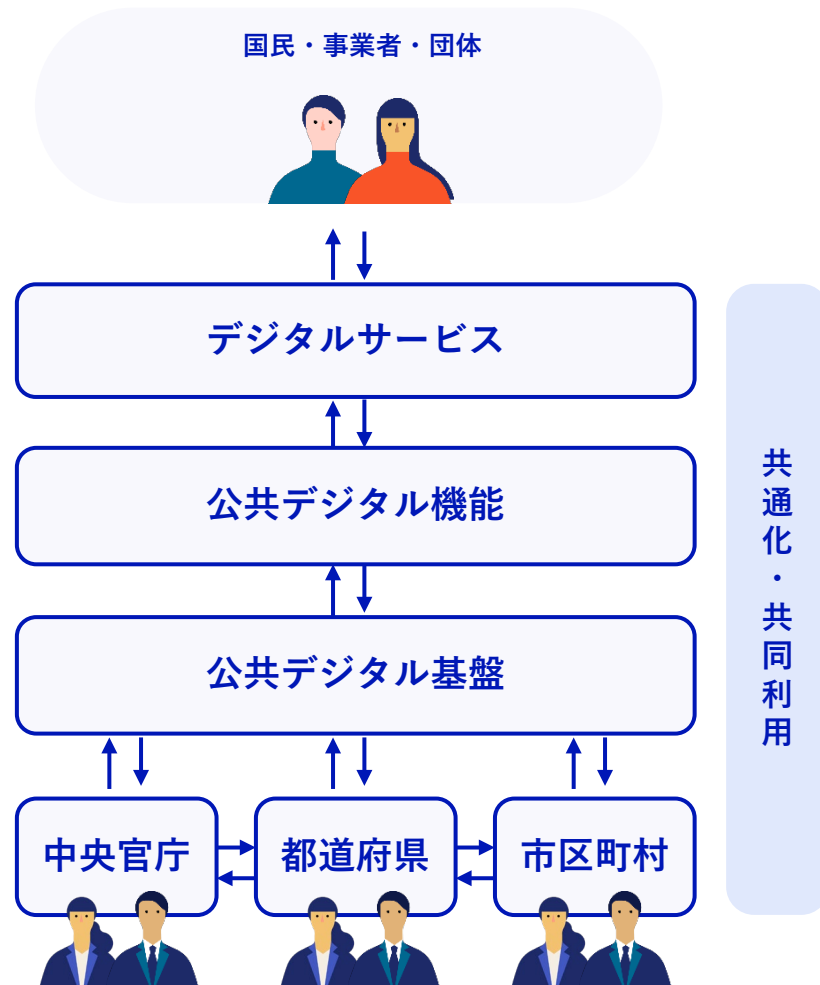 国民・事業者・団体
デジタルサービス
公共デジタル機能
公共デジタル基盤
中央官庁
都道府県
市区町村
共通化・共同利用